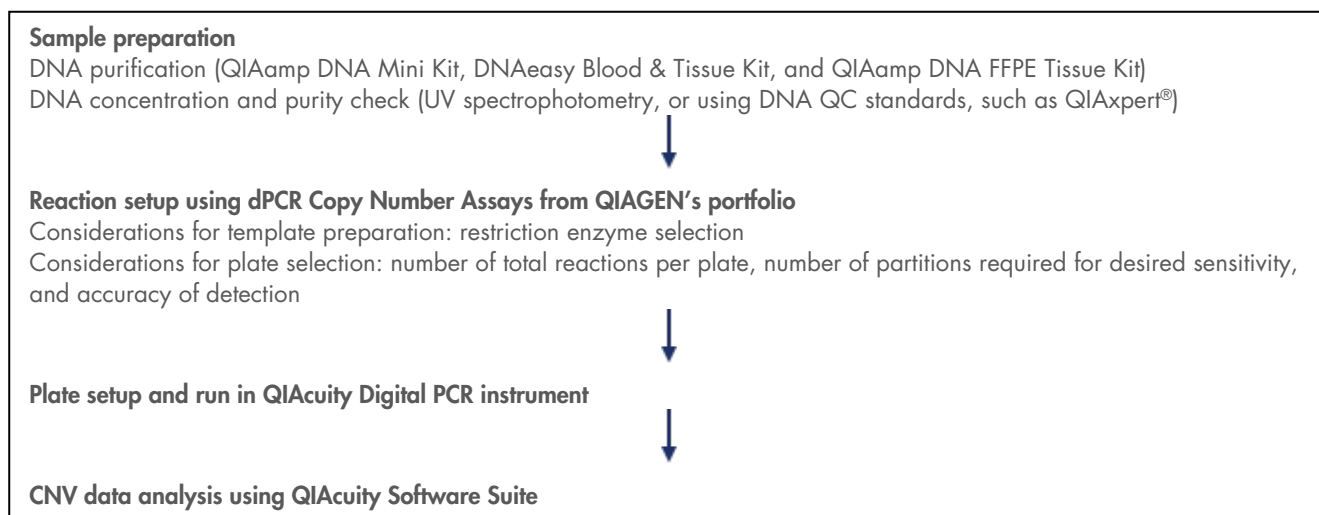 Sample preparation
DNA purification (QIAamp DNA Mini Kit, DNAeasy Blood & Tissue Kit, and QIAamp DNA FFPE Tissue Kit)
DNA concentration and purity check (UV spectrophotometry, or using DNA QC standards, such as QIAxpert®)
Reaction setup using dPCR Copy Number Assays from QIAGEN's portfolio
Considerations for template preparation: restriction enzyme selection
Considerations for plate selection: number of total reactions per plate, number of partitions required for desired sensitivity,
and accuracy of detection
Plate setup and run in QIAcuity Digital PCR instrument
CNV data analysis using QIAcuity Software Suite